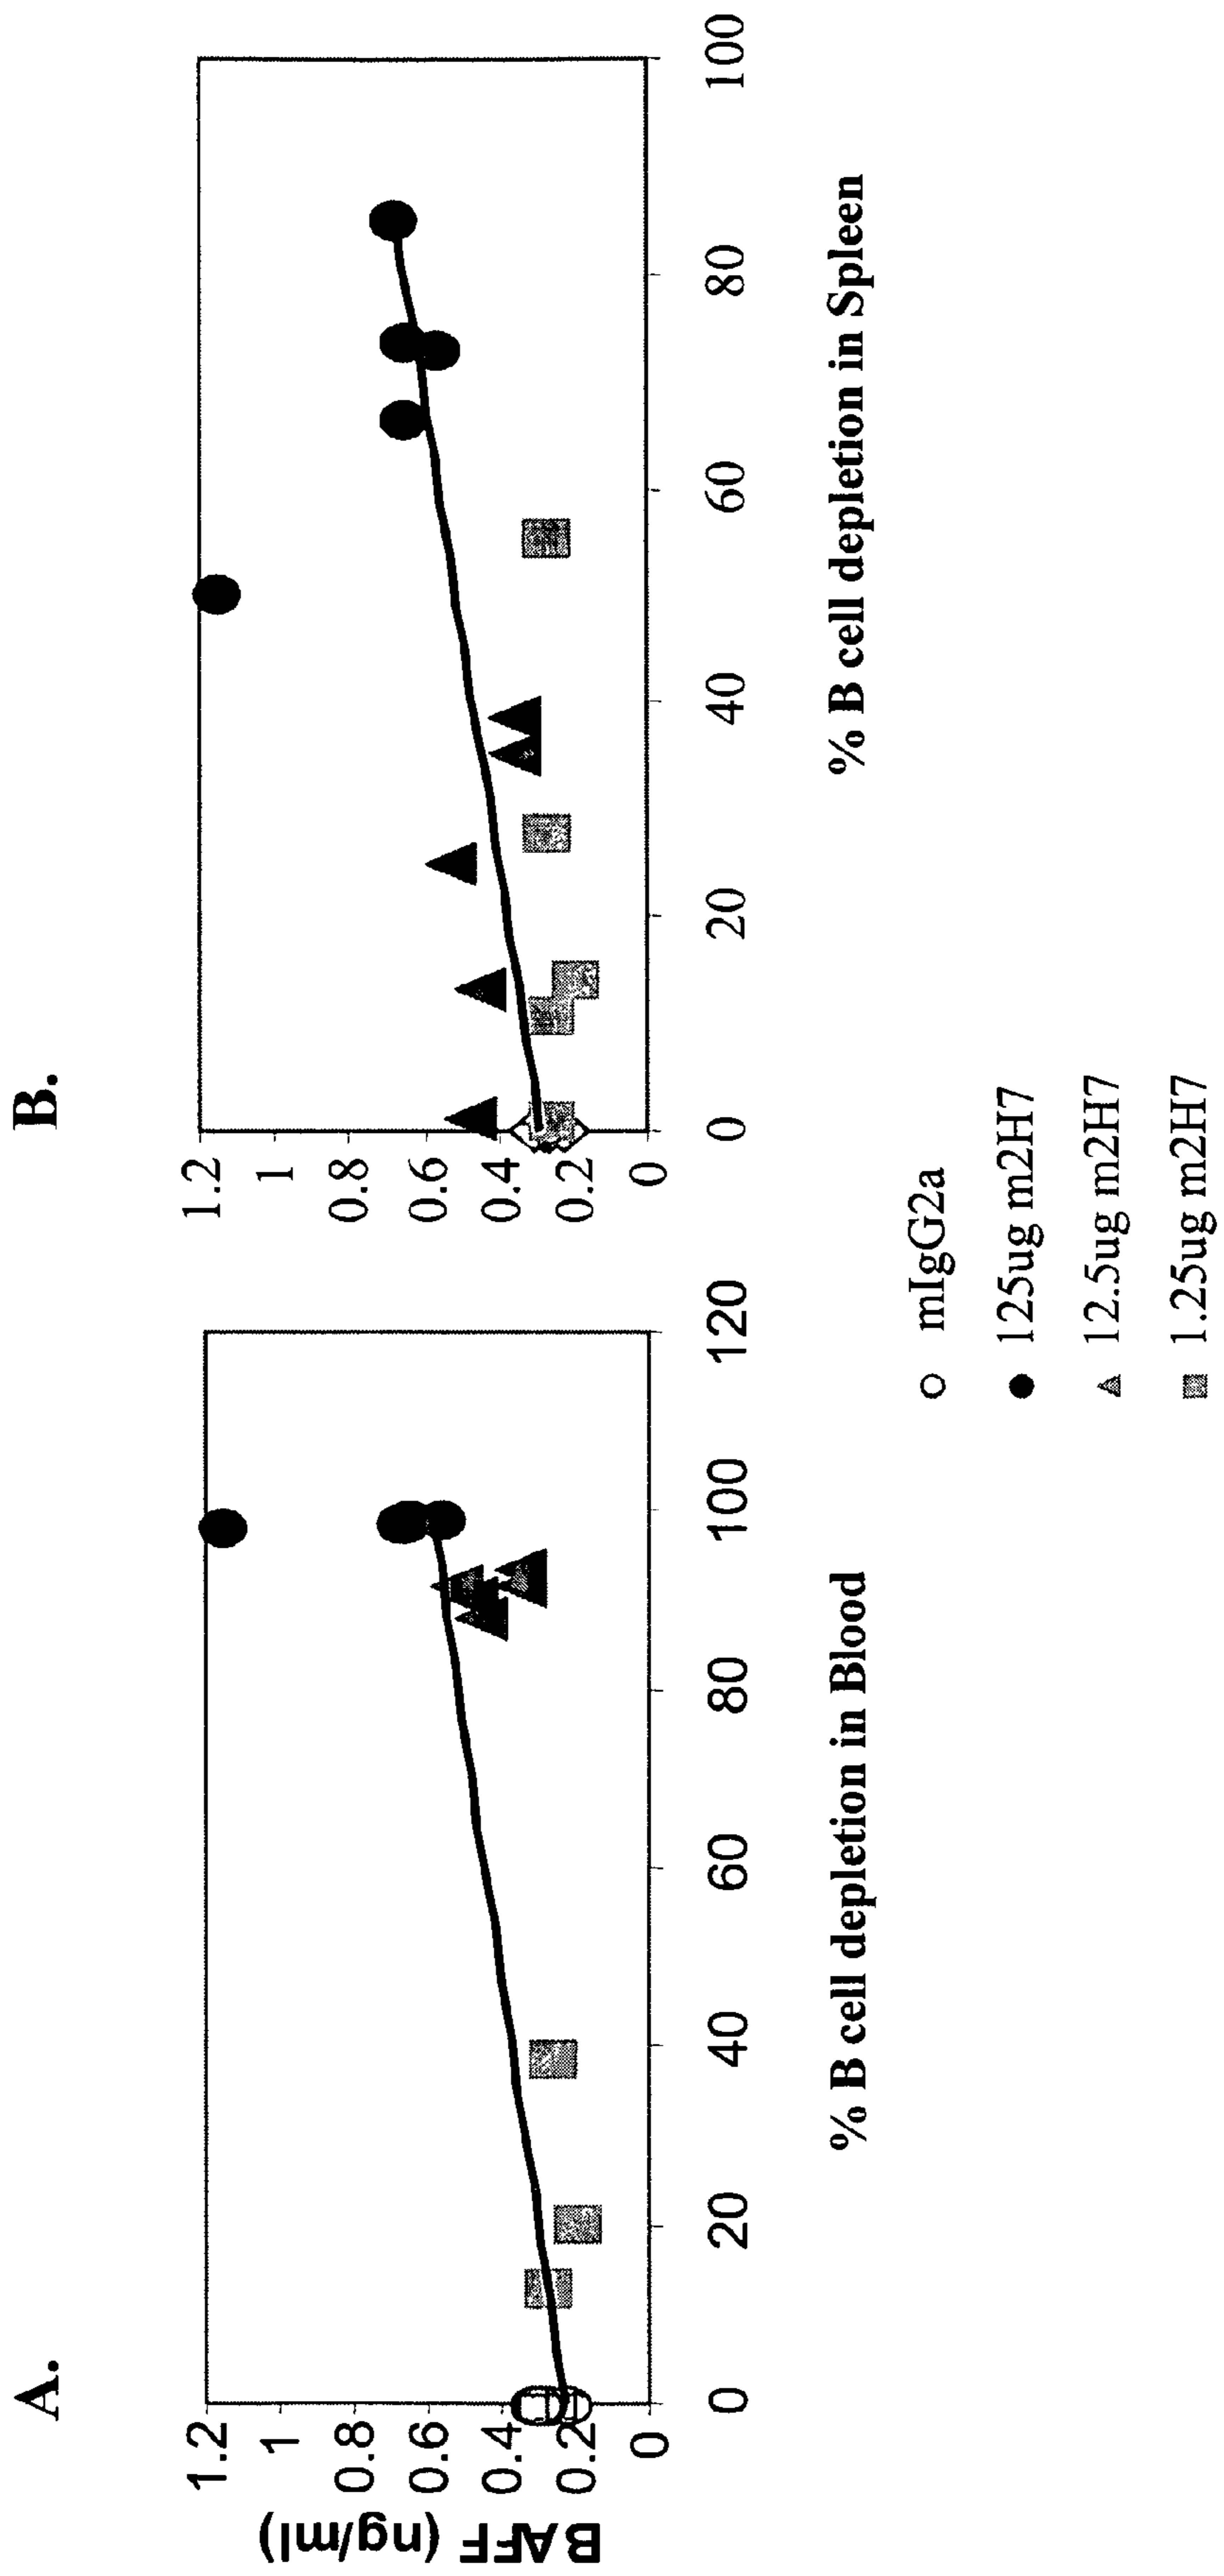 A.
BAFF (ng/ml)
1.2
1
0.8
0.6
0.4
0.2
0
0 20 40 60 80 100 120
% B cell depletion in Blood
B.
1.2
1
0.8
0.6
0.4
0.2
0
0 20 40 60 80 100
% B cell depletion in Spleen
mIgG2a
125ug m2H7
12.5ug m2H7
1.25ug m2H7